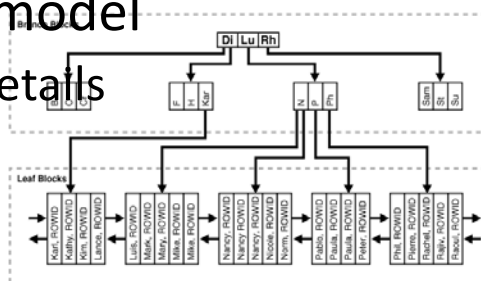 model
Branch Blocks
Di Lu Rh
etails
B
F
H
Kar
N
P
Ph
Sam
St
Su
Leaf Blocks
Karl, ROWID
Kathy, ROWID
Kim, ROWID
Lance, ROWID
Luis, ROWID
Mark, ROWID
Mary, ROWID
Mike, ROWID
Mike, ROWID
Nancy, ROWID
Nancy, ROWID
Nancy, ROWID
Nicole, ROWID
Norm, ROWID
Pablo, ROWID
Paula, ROWID
Paula, ROWID
Peter, ROWID
Phil, ROWID
Pierre, ROWID
Rachel, ROWID
Rajiv, ROWID
Raoul, ROWID